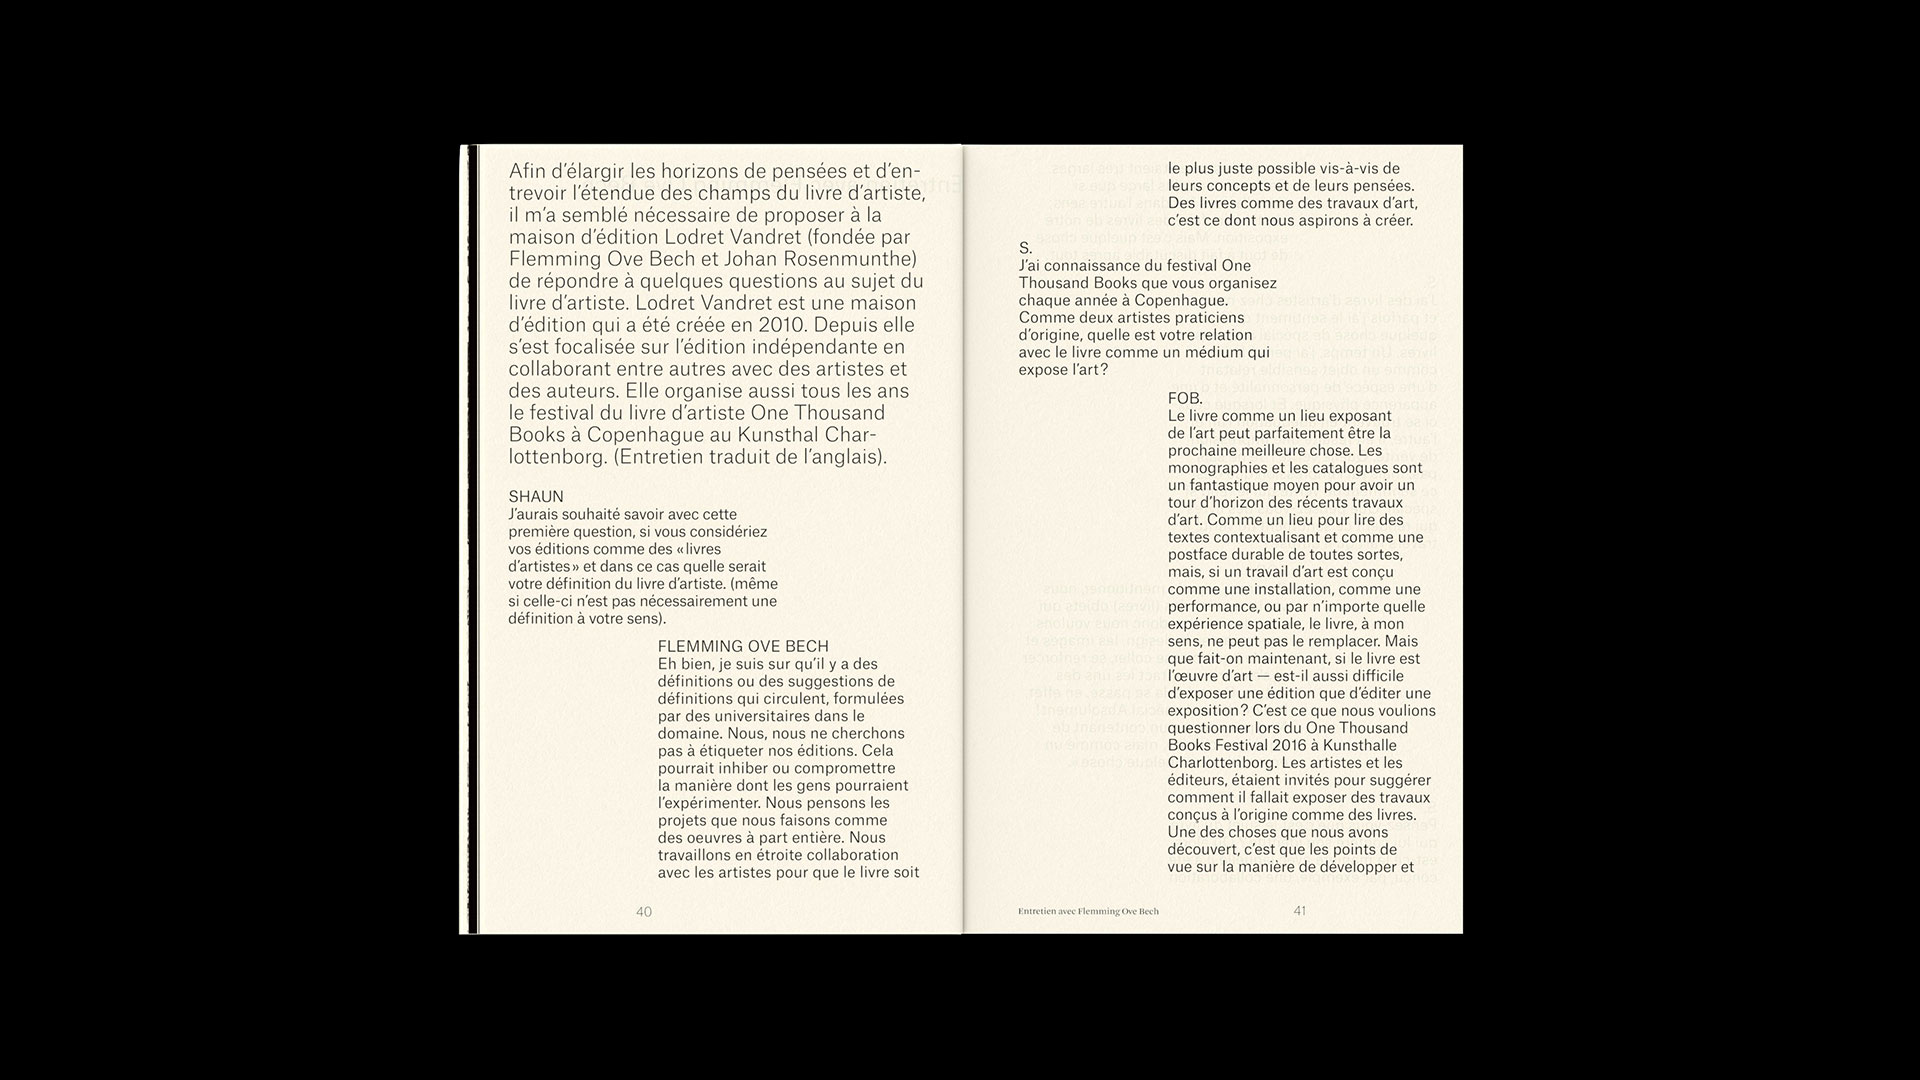 Afin d’élargir les horizons de pensées et d’en-
trevoir l’étendue des champs du livre d’artiste,
il m’a semblé nécessaire de proposer à la
maison d’édition Lodret Vandret (fondée par
Flemming Ove Bech et Johan Rosenmunthe)
de répondre à quelques questions au sujet du
livre d’artiste. Lodret Vandret est une maison
d’édition qui a été créée en 2010. Depuis elle
s’est focalisée sur l’édition indépendante en
collaborant entre autres avec des artistes et
des auteurs. Elle organise aussi tous les ans
le festival du livre d’artiste One Thousand
Books à Copenhague au Kunsthal Char-
lottenborg. (Entretien traduit de l’anglais).
SHAUN
J’aurais souhaité savoir avec cette
première question, si vous considériez
vos éditions comme des «livres
d’artistes» et dans ce cas quelle serait
votre définition du livre d’artiste. (même
si celle-ci n’est pas nécessairement une
définition à votre sens).
FLEMMING OVE BECH
Eh bien, je suis sur qu’il y a des
définitions ou des suggestions de
définitions qui circulent, formulées
par des universitaires dans le
domaine. Nous, nous ne cherchons
pas à étiqueter nos éditions. Cela
pourrait inhiber ou compromettre
la manière dont les gens pourraient
l’expérimenter. Nous pensons les
projets que nous faisons comme
des oeuvres à part entière. Nous
travaillons en étroite collaboration
avec les artistes pour que le livre soit
40
le plus juste possible vis-à-vis de
leurs concepts et de leurs pensées.
Des livres comme des travaux d’art,
c’est ce dont nous aspirons à créer.
S.
J’ai connaissance du festival One
Thousand Books que vous organisez
chaque année à Copenhague.
Comme deux artistes praticiens
d’origine, quelle est votre relation
avec le livre comme un médium qui
expose l’art?
FOB.
Le livre comme un lieu exposant
de l’art peut parfaitement être la
prochaine meilleure chose. Les
monographies et les catalogues sont
un fantastique moyen pour avoir un
tour d’horizon des récents travaux
d’art. Comme un lieu pour lire des
textes contextualisant et comme une
postface durable de toutes sortes,
mais, si un travail d’art est conçu
comme une installation, comme une
performance, ou par n’importe quelle
expérience spatiale, le livre, à mon
sens, ne peut pas le remplacer. Mais
que fait-on maintenant, si le livre est
l’œuvre d’art — est-il aussi difficile
d’exposer une édition que d’éditer une
exposition? C’est ce que nous voulions
questionner lors du One Thousand
Books Festival 2016 à Kunsthalle
Charlottenborg. Les artistes et les
éditeurs, étaient invités pour suggérer
comment il fallait exposer des travaux
conçus à l’origine comme des livres.
Une des choses que nous avons
découvert, c’est que les points de
vue sur la manière de développer et
Entretien avec Flemming Ove Bech
41